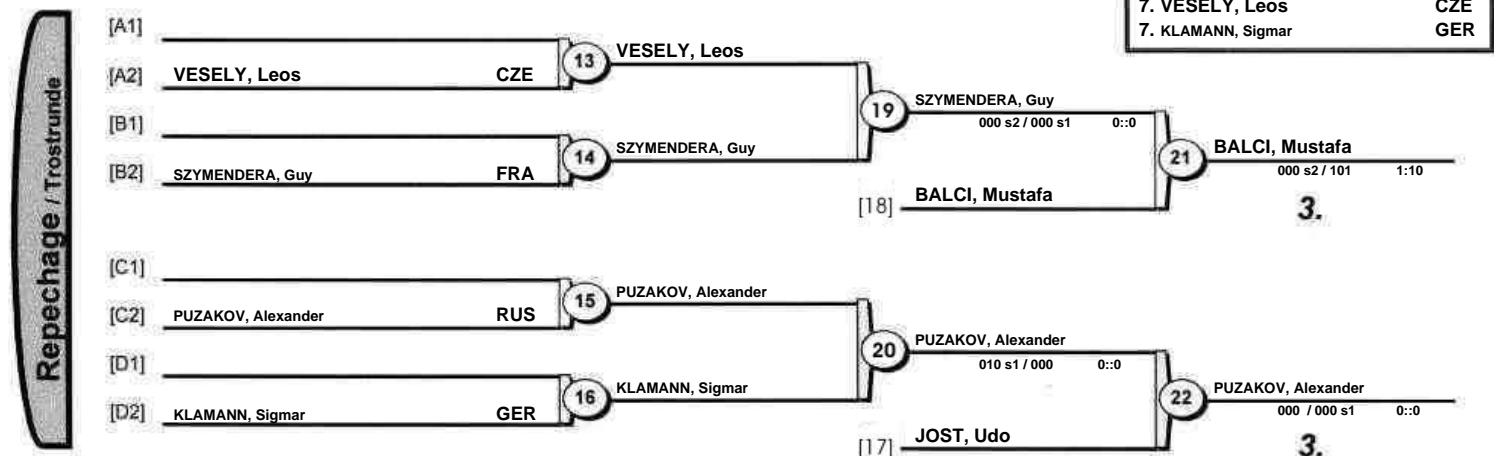 7. VESELY, Leos CZE
7. KLAMANN, Sigmar GER
Repechage / Trostrunde
[A1]
[A2] VESELY, Leos CZE
13 VESELY, Leos
[B1]
[B2] SZYMENDERA, Guy FRA
14 SZYMENDERA, Guy
19 SZYMENDERA, Guy
000 s2 / 000 s1 0::0
[18] BALCI, Mustafa
21 BALCI, Mustafa
000 s2 / 101 1:10
3.
[C1]
[C2] PUZAKOV, Alexander RUS
15 PUZAKOV, Alexander
[D1]
[D2] KLAMANN, Sigmar GER
16 KLAMANN, Sigmar
20 PUZAKOV, Alexander
010 s1 / 000 0::0
[17] JOST, Udo
22 PUZAKOV, Alexander
000 / 000 s1 0::0
3.